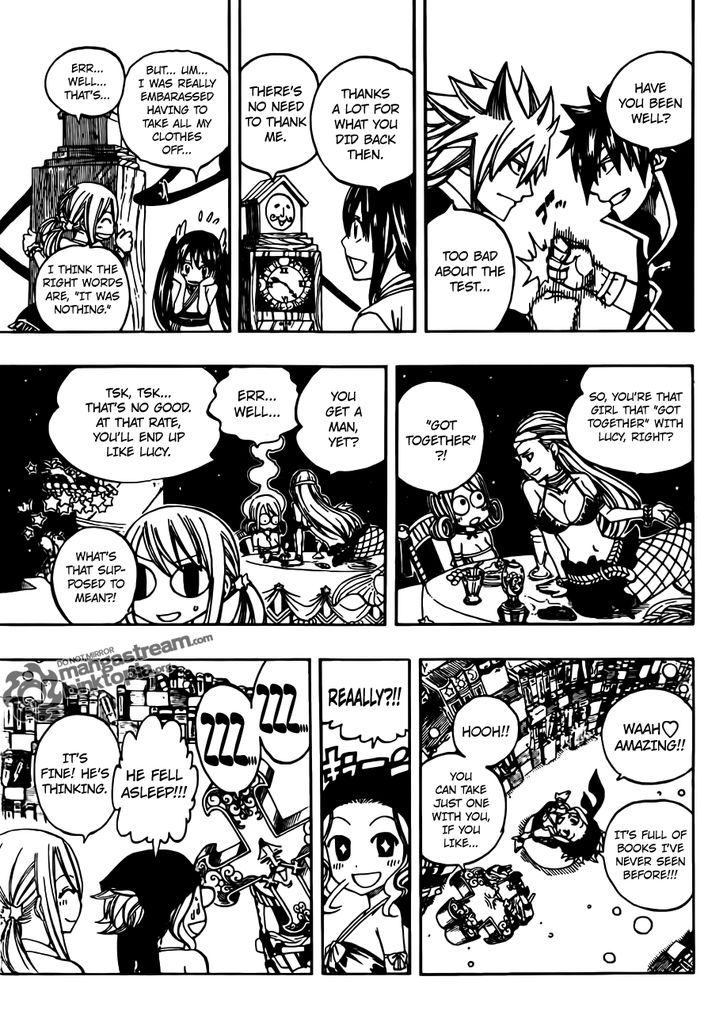 HAVE
YOU BEEN
WELL?
TOO BAD
ABOUT THE
TEST...
THANKS
A LOT FOR
WHAT YOU
DID BACK
THEN.
THERE'S
NO NEED
TO THANK
ME.
BUT... UM...
I WAS REALLY
EMBARASSED
HAVING TO
TAKE ALL MY
CLOTHES
OFF...
ERR...
WELL...
THAT'S...
I THINK THE
RIGHT WORDS
ARE, "IT WAS
NOTHING."
SO, YOU'RE THAT
GIRL THAT "GOT
TOGETHER" WITH
LUCY, RIGHT?
"GOT
TOGETHER"
?!
YOU
GET A
MAN,
YET?
ERR...
WELL...
TSK, TSK...
THAT'S NO GOOD.
AT THAT RATE,
YOU'LL END UP
LIKE LUCY.
WHAT'S
THAT SUP-
POSED TO
MEAN?!
WAAH♡
AMAZING!!
IT'S FULL OF
BOOKS I'VE
NEVER SEEN
BEFORE!!!
HOOH!!
YOU
CAN TAKE
JUST ONE
WITH YOU,
IF YOU
LIKE...
REAALLY?!!
ZZZ...
ZZZ...
ZZZ...
HE FELL
ASLEEP!!!
IT'S
FINE! HE'S
THINKING.
DO NOT MIRROR
mangastream.com